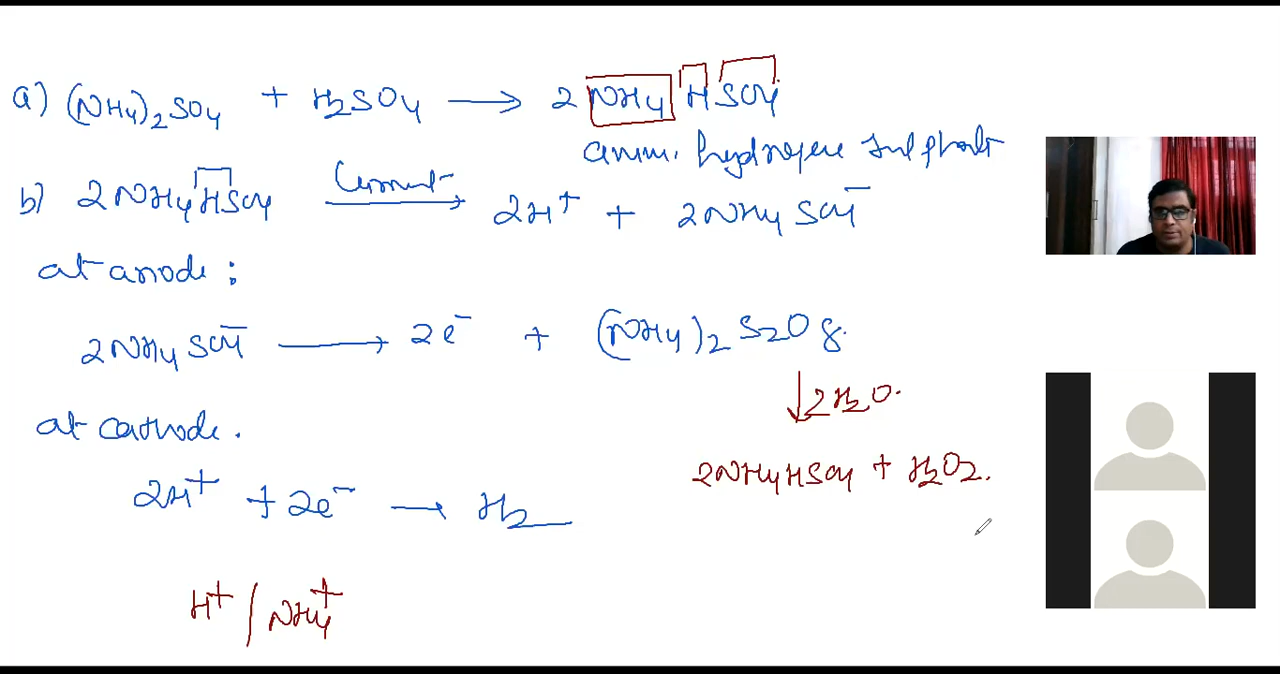 a) (NH4)2SO4 + H2SO4 → 2 NH4 H SO4
amm. hydrogen sulphate
b) 2NH4HSO4 Current → 2H+ + 2NH4SO4-
at anode :
2NH4SO4- → 2e- + (NH4)2S2O8.
↓2H2O.
at cathode.
2NH4HSO4 + H2O2.
2H+ + 2e- → H2
H+ / NH4+